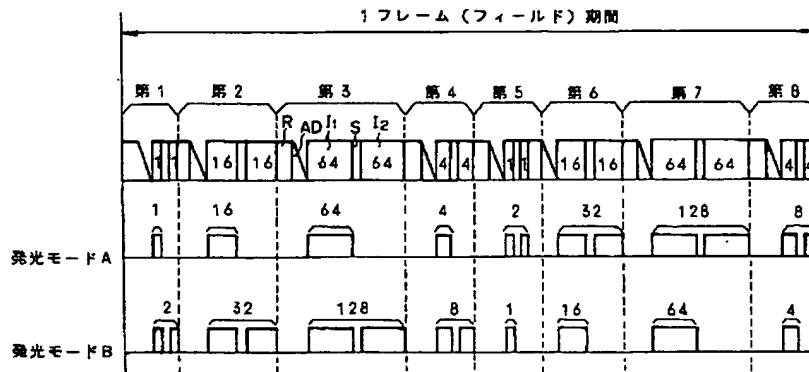 1フレーム(フィールド)期間
第1 第2 第3 第4 第5 第6 第7 第8
R AD I1 S I2
1 1 16 16 64 64 4 4 1 1 16 16 64 64 4 4
1 16 64 4 2 32 128 8
発光モードA
2 32 128 8 1 16 64 4
発光モードB